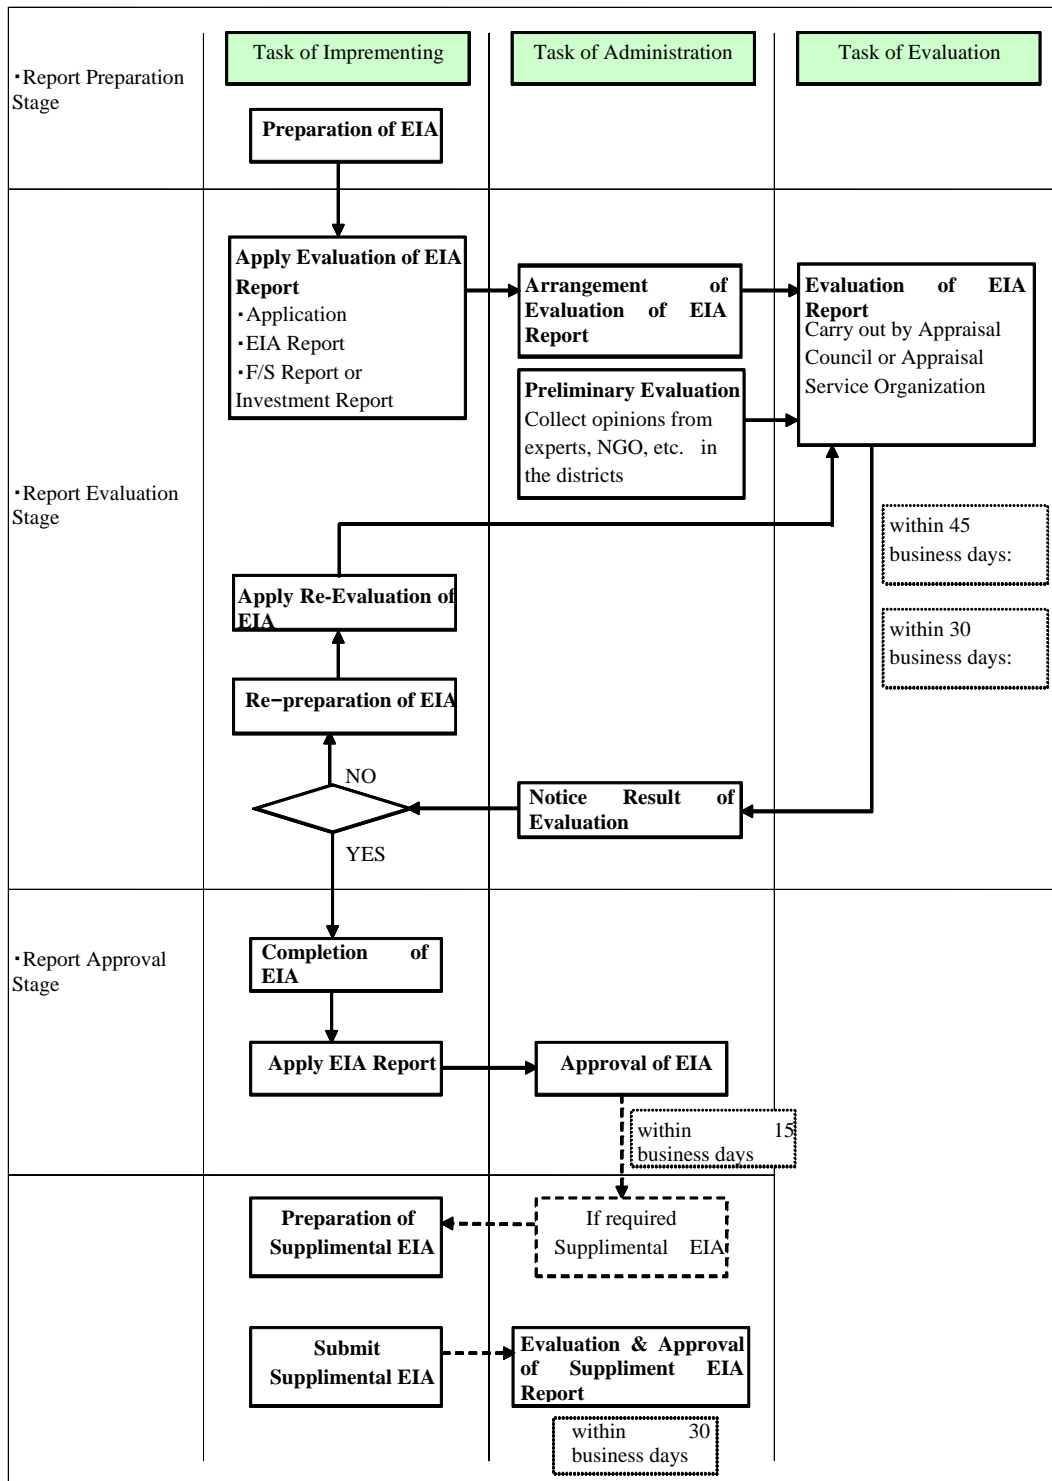 Task of Imprementing
Task of Administration
Task of Evaluation
・Report Preparation
Stage
Preparation of EIA
Apply Evaluation of EIA
Report
・Application
・EIA Report
・F/S Report or
Investment Report
Arrangement of
Evaluation of EIA
Report
Evaluation of EIA
Report
Carry out by Appraisal
Council or Appraisal
Service Organization
Preliminary Evaluation
Collect opinions from
experts, NGO, etc. in
the districts
・Report Evaluation
Stage
within 45
business days:
Apply Re-Evaluation of
EIA
within 30
business days:
Re−preparation of EIA
NO
Notice Result of
Evaluation
YES
・Report Approval
Stage
Completion of
EIA
Apply EIA Report
Approval of EIA
within 15
business days
Preparation of
Supplimental EIA
If required
Supplimental EIA
Submit
Supplimental EIA
Evaluation & Approval
of Suppliment EIA
Report
within 30
business days